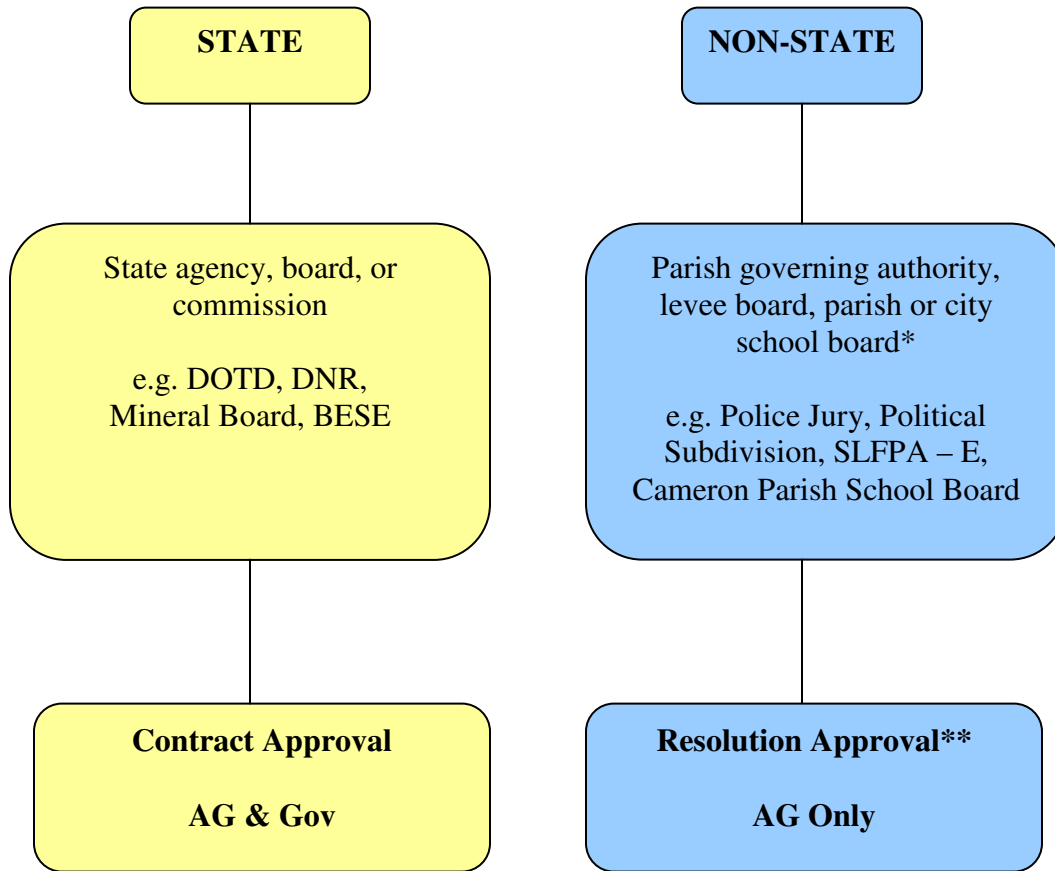 STATE
State agency, board, or
commission
e.g. DOTD, DNR,
Mineral Board, BESE
Contract Approval
AG & Gov
NON-STATE
Parish governing authority,
levee board, parish or city
school board*
e.g. Police Jury, Political
Subdivision, SLFPA – E,
Cameron Parish School Board
Resolution Approval**
AG Only